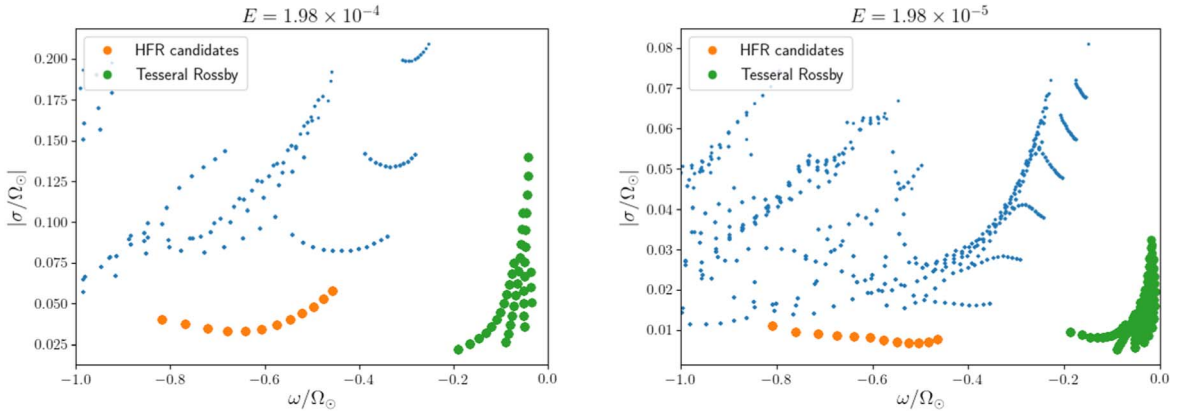 E = 1.98 × 10⁻⁴
HFR candidates
Tesseral Rossby
|σ/Ω⊙|
0.200
0.175
0.150
0.125
0.100
0.075
0.050
0.025
−1.0 −0.8 −0.6 −0.4 −0.2 0.0
ω/Ω⊙
E = 1.98 × 10⁻⁵
HFR candidates
Tesseral Rossby
|σ/Ω⊙|
0.08
0.07
0.06
0.05
0.04
0.03
0.02
0.01
−1.0 −0.8 −0.6 −0.4 −0.2 0.0
ω/Ω⊙